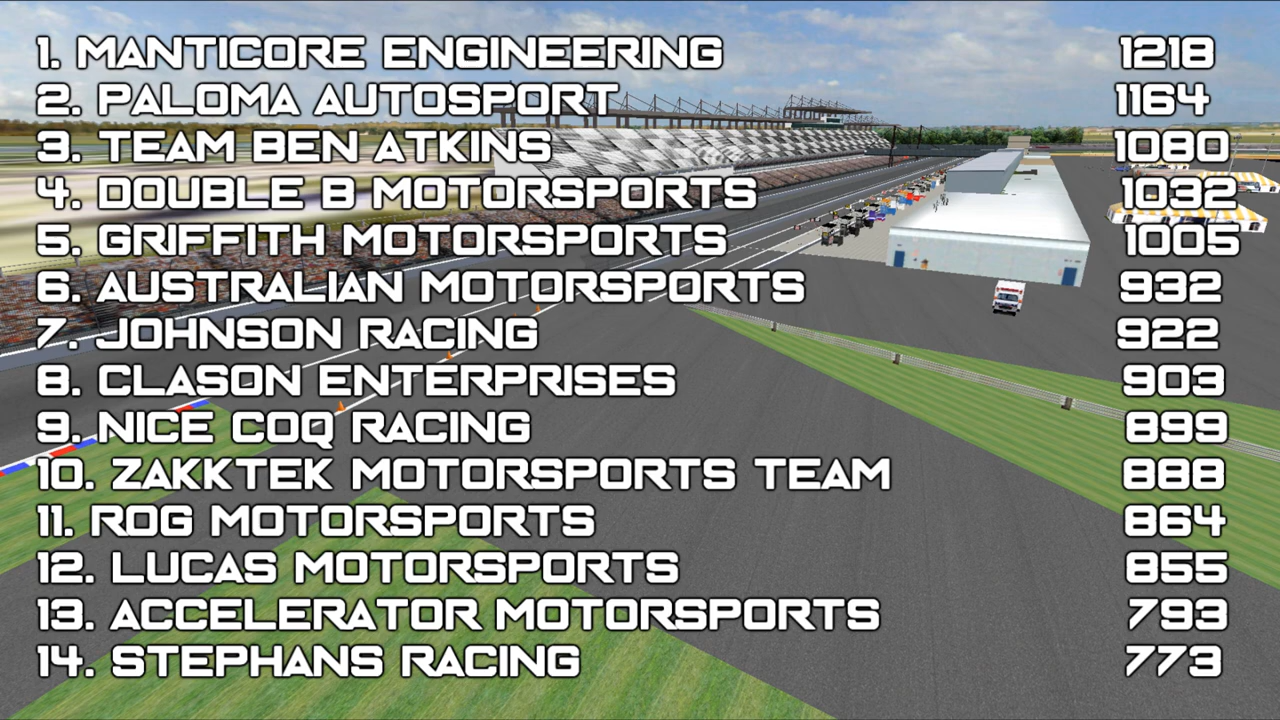 1. MANTICORE ENGINEERING 1218
2. PALOMA AUTOSPORT 1164
3. TEAM BEN ATKINS 1080
4. DOUBLE B MOTORSPORTS 1032
5. GRIFFITH MOTORSPORTS 1005
6. AUSTRALIAN MOTORSPORTS 932
7. JOHNSON RACING 922
8. CLASON ENTERPRISES 903
9. NICE COQ RACING 899
10. ZAKKTEK MOTORSPORTS TEAM 888
11. ROG MOTORSPORTS 864
12. LUCAS MOTORSPORTS 855
13. ACCELERATOR MOTORSPORTS 793
14. STEPHANS RACING 773